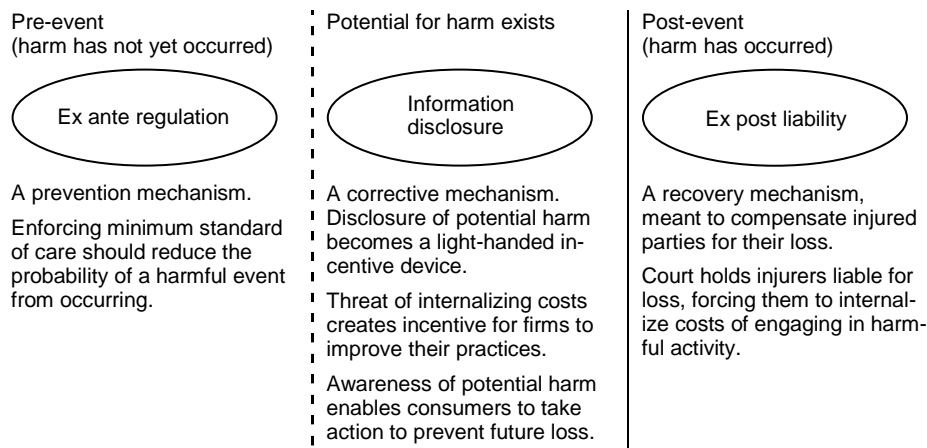 Pre-event
(harm has not yet occurred)
Ex ante regulation
A prevention mechanism.
Enforcing minimum standard
of care should reduce the
probability of a harmful event
from occurring.
Potential for harm exists
Information
disclosure
A corrective mechanism.
Disclosure of potential harm
becomes a light-handed in-
centive device.
Threat of internalizing costs
creates incentive for firms to
improve their practices.
Awareness of potential harm
enables consumers to take
action to prevent future loss.
Post-event
(harm has occurred)
Ex post liability
A recovery mechanism,
meant to compensate injured
parties for their loss.
Court holds injurers liable for
loss, forcing them to internal-
ize costs of engaging in harm-
ful activity.